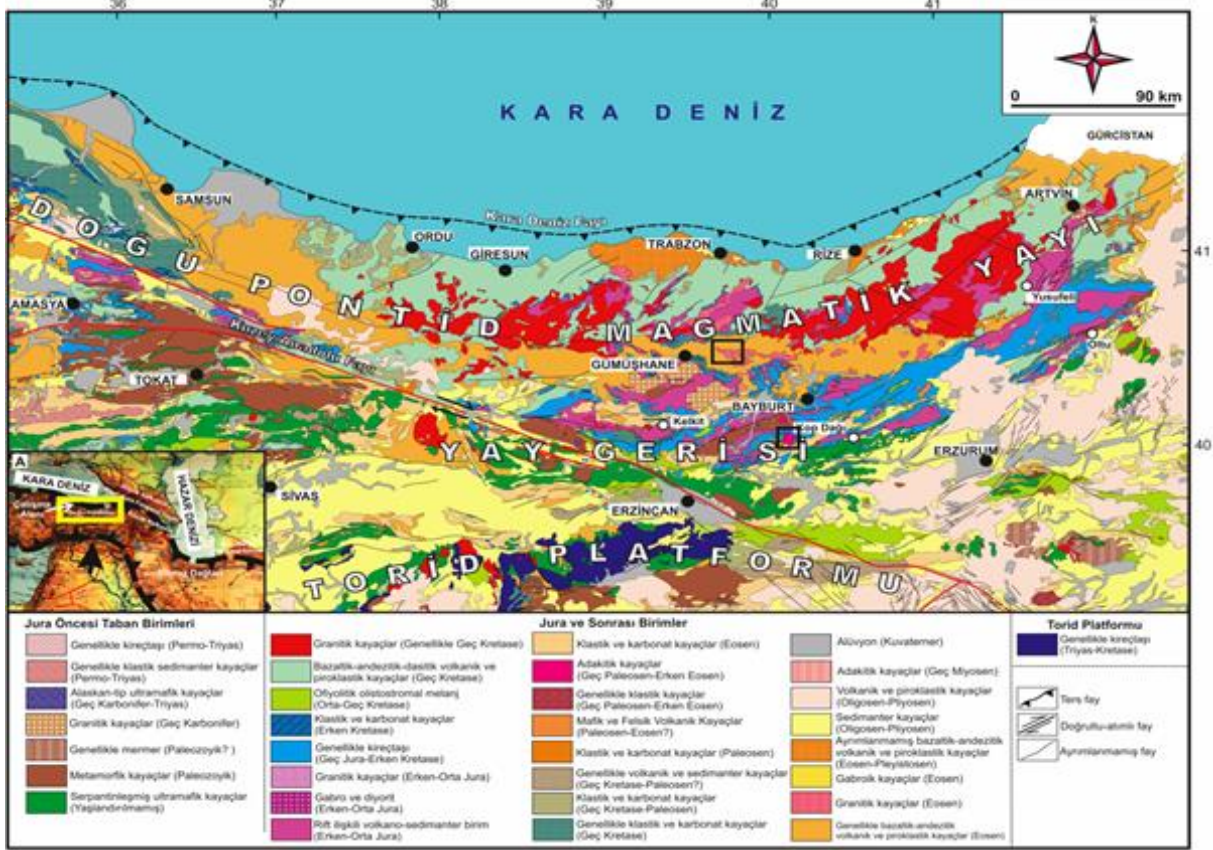 36 37 38 39 40 41
K
0 90 km
KARA DENİZ
GÜRCİSTAN
SAMSUN
ARTVİN
Kara Deniz Fayı
ORDU
TRABZON
RİZE
GİRESUN
41
DOĞU PONTİD MAGMATİK YAYI
AMASYA
Yusufeli
Kuzey Anadolu Fayı
Oltu
GÜMÜŞHANE
TOKAT
BAYBURT
Kelkit
Kop Dağı
40
YAY GERİSİ
ERZURUM
A
KARA DENİZ
HAZAR DENİZİ
SİVAS
ERZİNCAN
TORİD PLATFORMU
Jura Öncesi Taban Birimleri
Genellikle kireçtaşı (Permo-Triyas)
Genellikle klastik sedimanter kayaçlar
(Permo-Triyas)
Alaskan-tip ultramafik kayaçlar
(Geç Karbonifer-Triyas)
Granitik kayaçlar (Geç Karbonifer)
Genellikle mermer (Paleozoyik? )
Metamorfik kayaçlar (Paleozoyik)
Serpantinleşmiş ultramafik kayaçlar
(Yaşlandırılmamış)
Jura ve Sonrası Birimler
Granitik kayaçlar (Genellikle Geç Kretase)
Bazaltik-andezitik-dasitik volkanik ve
piroklastik kayaçlar (Geç Kretase)
Ofiyolitik olistostromal melanj
(Orta-Geç Kretase)
Klastik ve karbonat kayaçlar
(Erken Kretase)
Genellikle kireçtaşı
(Geç Jura-Erken Kretase)
Granitik kayaçlar (Erken-Orta Jura)
Gabro ve diyorit
(Erken-Orta Jura)
Rift ilişkili volkano-sedimanter birim
(Erken-Orta Jura)
Klastik ve karbonat kayaçlar (Eosen)
Adakitik kayaçlar
(Geç Paleosen-Erken Eosen)
Genellikle klastik kayaçlar
(Geç Paleosen-Erken Eosen)
Mafik ve Felsik Volkanik Kayaçlar
(Paleosen-Eosen?)
Klastik ve karbonat kayaçlar (Paleosen)
Genellikle volkanik ve sedimanter kayaçlar
(Geç Kretase-Paleosen?)
Klastik ve karbonat kayaçlar
(Geç Kretase-Paleosen)
Genellikle klastik ve karbonat kayaçlar
(Geç Kretase)
Alüvyon (Kuvaterner)
Adakitik kayaçlar (Geç Miyosen)
Volkanik ve piroklastik kayaçlar
(Oligosen-Pliyosen)
Sedimanter kayaçlar
(Oligosen-Pliyosen)
Ayrımlanmamış bazaltik-andezitik
volkanik ve piroklastik kayaçlar
(Eosen-Pleyistosen)
Gabroik kayaçlar (Eosen)
Granitik kayaçlar (Eosen)
Genellikle bazaltik-andezitik
volkanik ve piroklastik kayaçlar (Eosen)
Torid Platformu
Genellikle kireçtaşı
(Triyas-Kretase)
Ters fay
Doğrultu-atımlı fay
Ayrımlanmamış fay